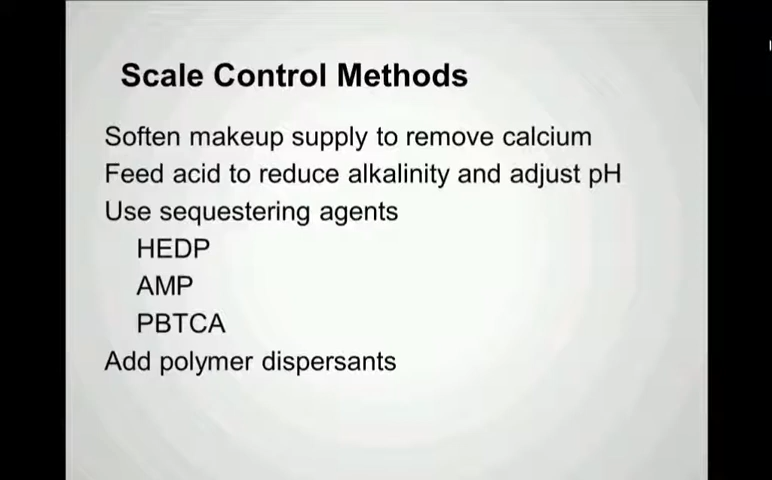 Scale Control Methods
Soften makeup supply to remove calcium
Feed acid to reduce alkalinity and adjust pH
Use sequestering agents
HEDP
AMP
PBTCA
Add polymer dispersants